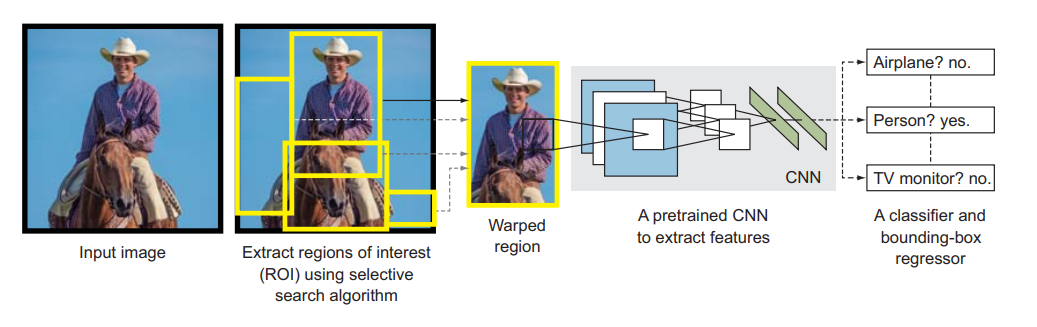 Airplane? no.
Person? yes.
TV monitor? no.
CNN
Input image
Extract regions of interest
(ROI) using selective
search algorithm
Warped
region
A pretrained CNN
to extract features
A classifier and
bounding-box
regressor